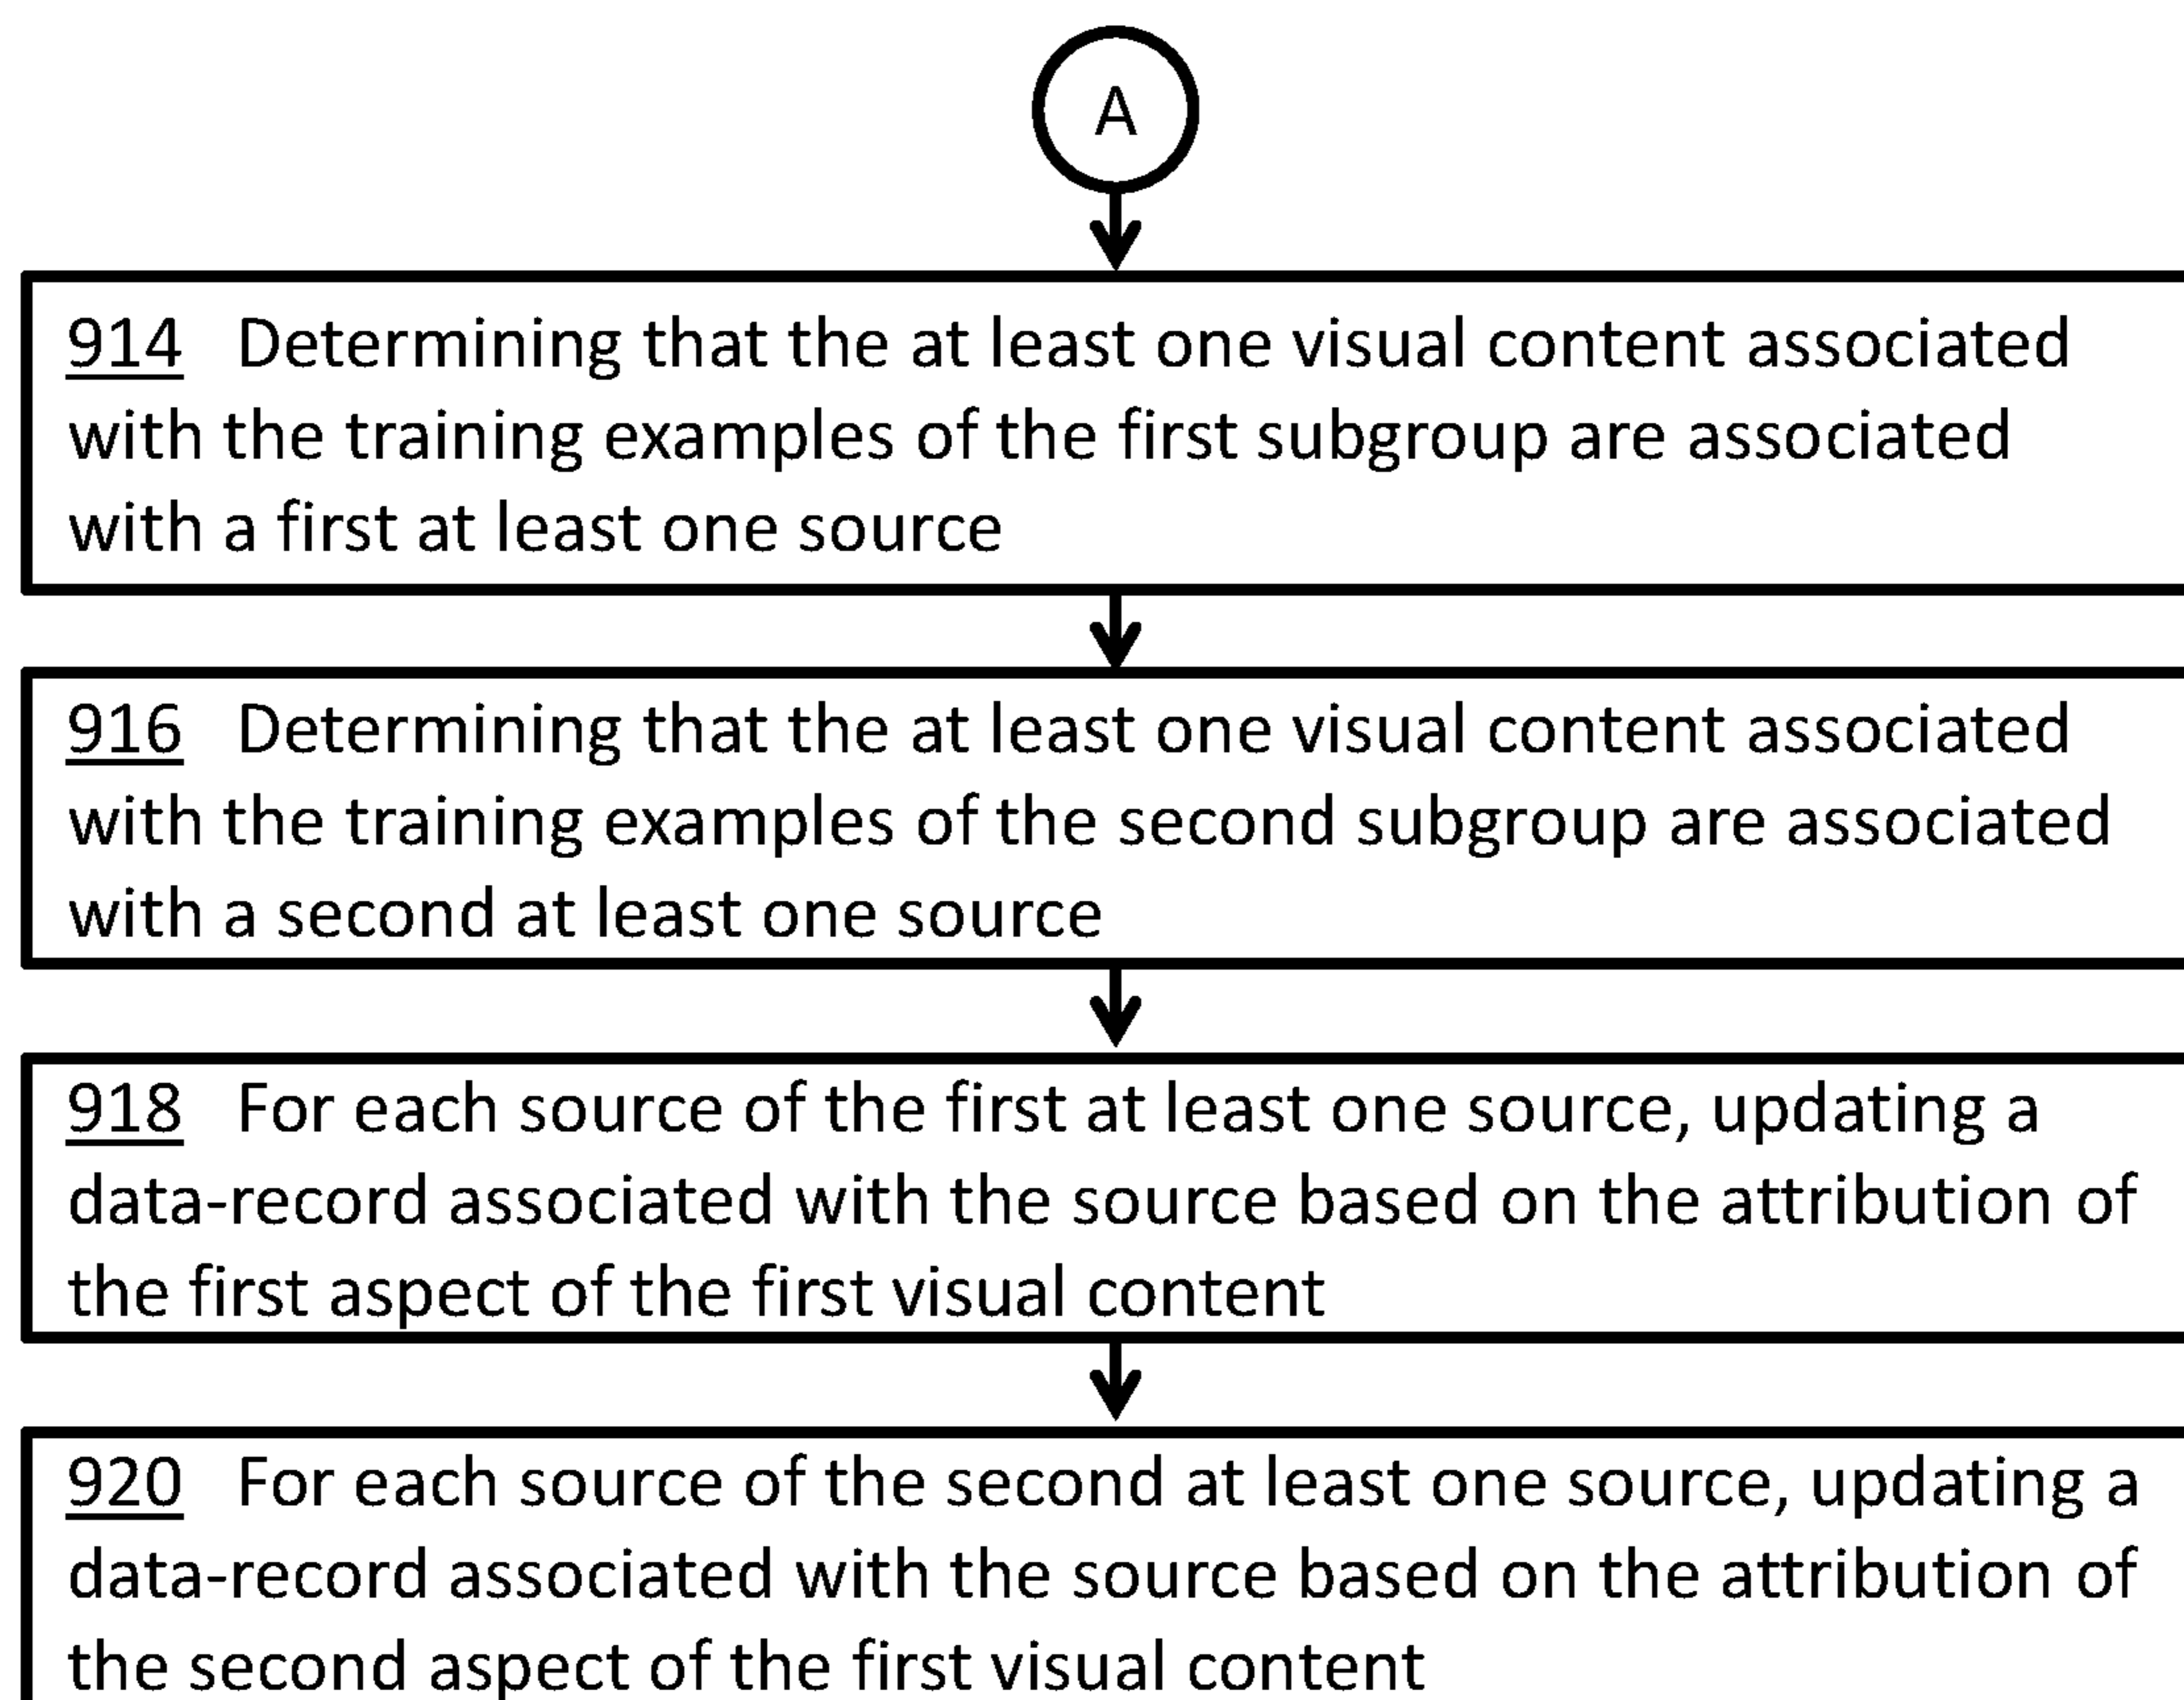 A
914 Determining that the at least one visual content associated
with the training examples of the first subgroup are associated
with a first at least one source
916 Determining that the at least one visual content associated
with the training examples of the second subgroup are associated
with a second at least one source
918 For each source of the first at least one source, updating a
data-record associated with the source based on the attribution of
the first aspect of the first visual content
920 For each source of the second at least one source, updating a
data-record associated with the source based on the attribution of
the second aspect of the first visual content